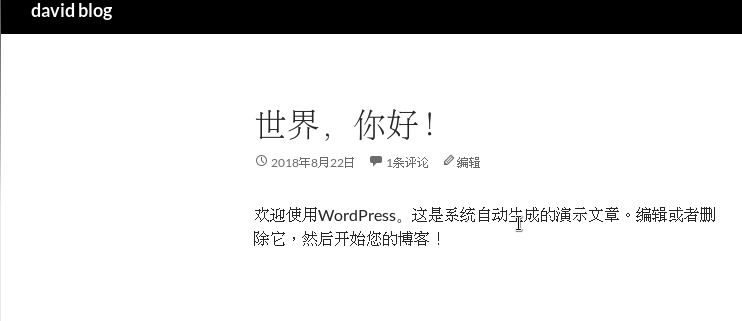 david blog
世界，你好！
2018年8月22日 1条评论 编辑
欢迎使用WordPress。这是系统自动生成的演示文章。编辑或者删
除它，然后开始您的博客！